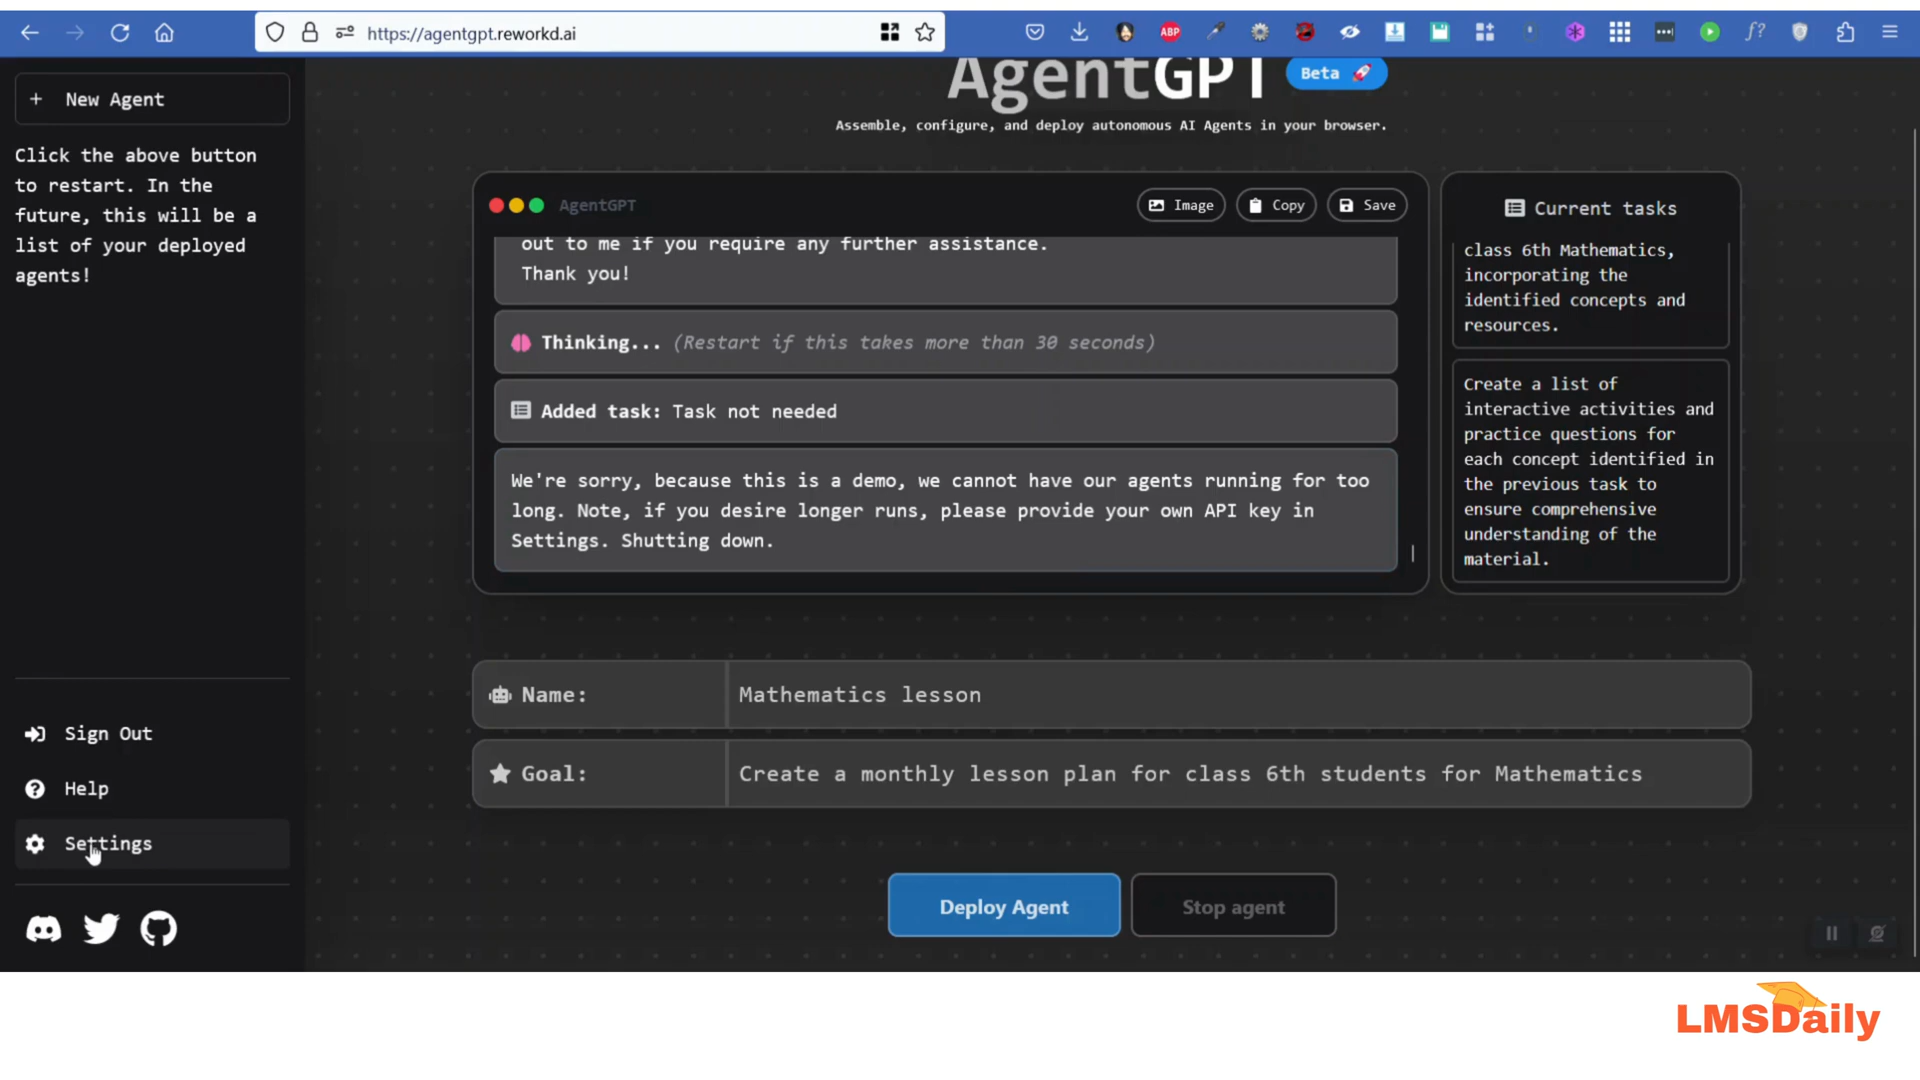 https://agentgpt.reworkd.ai
ABP
f?
+ New Agent
Click the above button
to restart. In the
future, this will be a
list of your deployed
agents!
Sign Out
Help
Settings
AgentGPT
Beta 🚀
Assemble, configure, and deploy autonomous AI Agents in your browser.
AgentGPT
Image
Copy
Save
out to me if you require any further assistance.
Thank you!
Thinking... (Restart if this takes more than 30 seconds)
Added task: Task not needed
We're sorry, because this is a demo, we cannot have our agents running for too
long. Note, if you desire longer runs, please provide your own API key in
Settings. Shutting down.
Current tasks
class 6th Mathematics,
incorporating the
identified concepts and
resources.
Create a list of
interactive activities and
practice questions for
each concept identified in
the previous task to
ensure comprehensive
understanding of the
material.
Name: Mathematics lesson
Goal: Create a monthly lesson plan for class 6th students for Mathematics
Deploy Agent
Stop agent
LMSDaily